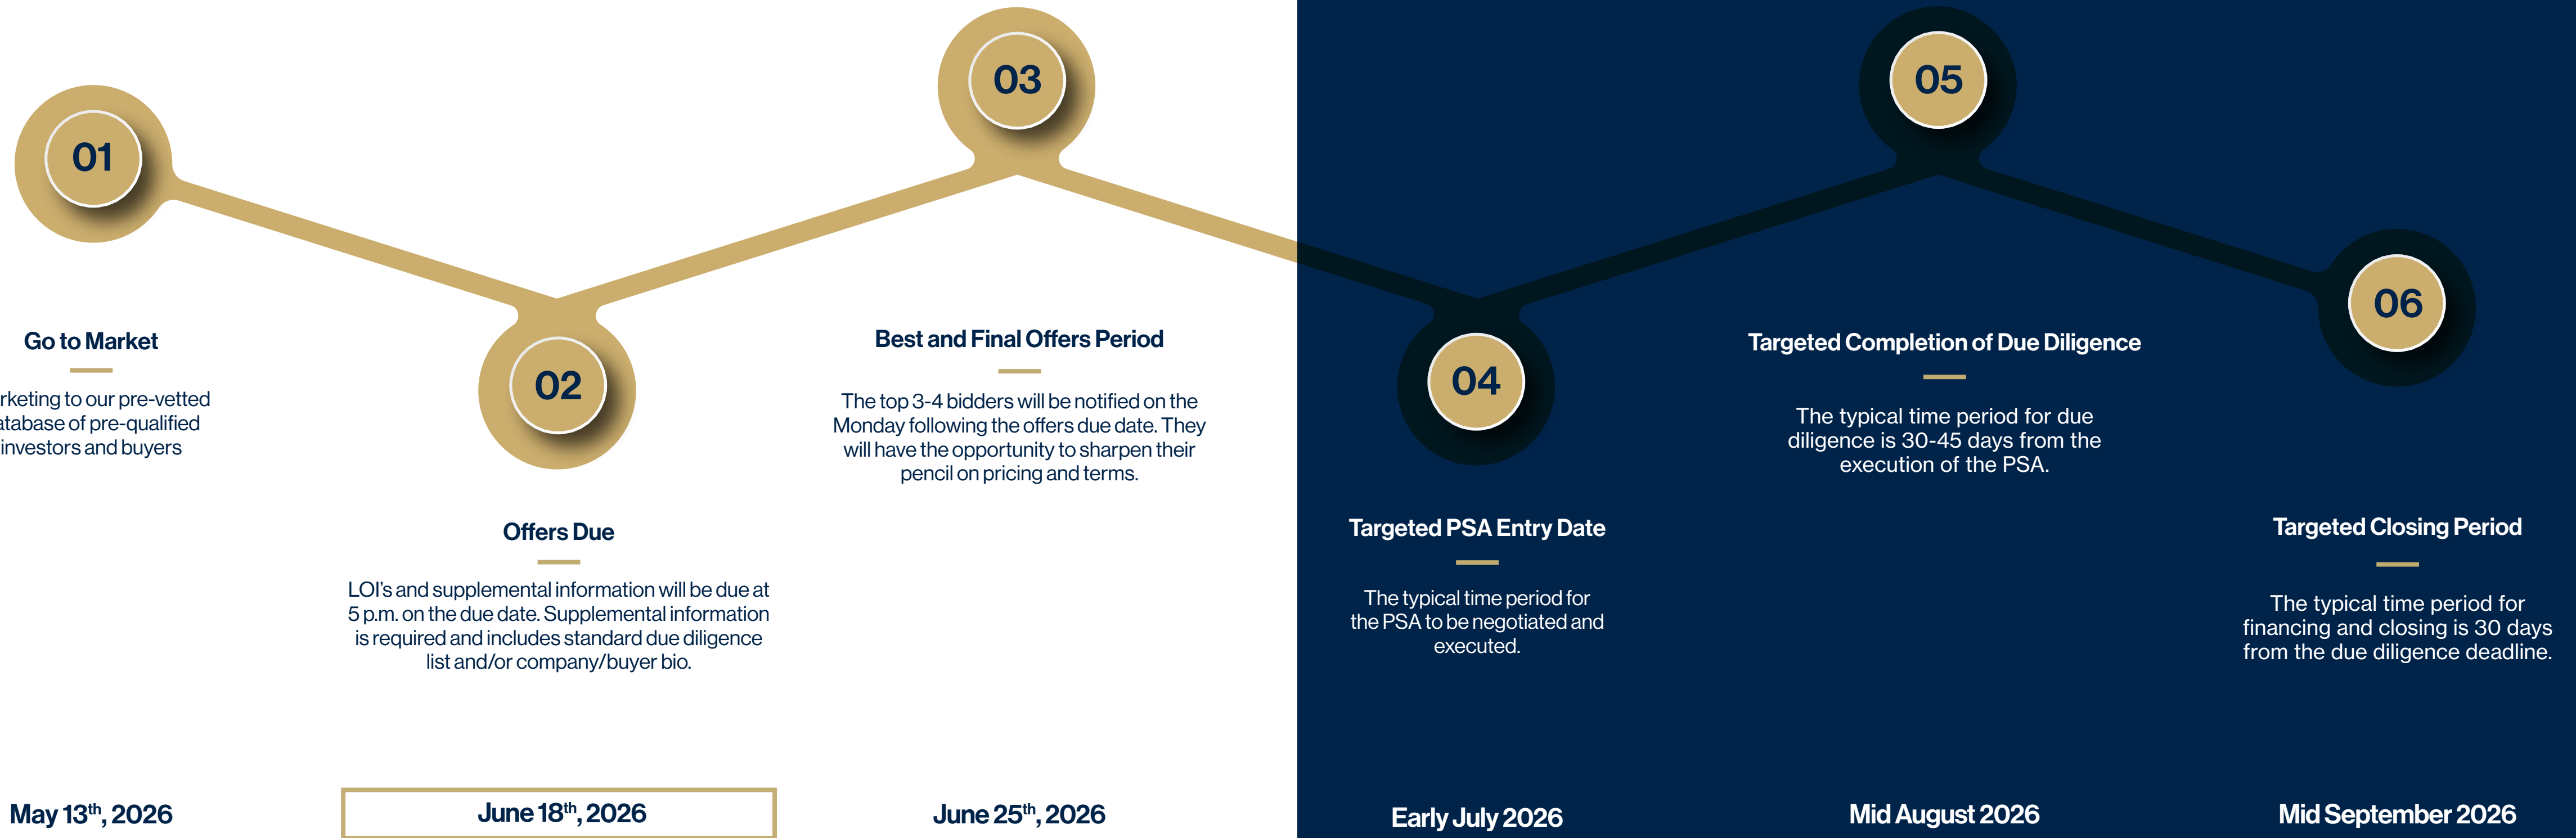 01
Go to Market
rketing to our pre-vetted
atabase of pre-qualified
investors and buyers
May 13th, 2026
02
Offers Due
LOI's and supplemental information will be due at
5 p.m. on the due date. Supplemental information
is required and includes standard due diligence
list and/or company/buyer bio.
June 18th, 2026
03
Best and Final Offers Period
The top 3-4 bidders will be notified on the
Monday following the offers due date. They
will have the opportunity to sharpen their
pencil on pricing and terms.
June 25th, 2026
04
Targeted PSA Entry Date
The typical time period for
the PSA to be negotiated and
executed.
Early July 2026
05
Targeted Completion of Due Diligence
The typical time period for due
diligence is 30-45 days from the
execution of the PSA.
Mid August 2026
06
Targeted Closing Period
The typical time period for
financing and closing is 30 days
from the due diligence deadline.
Mid September 2026